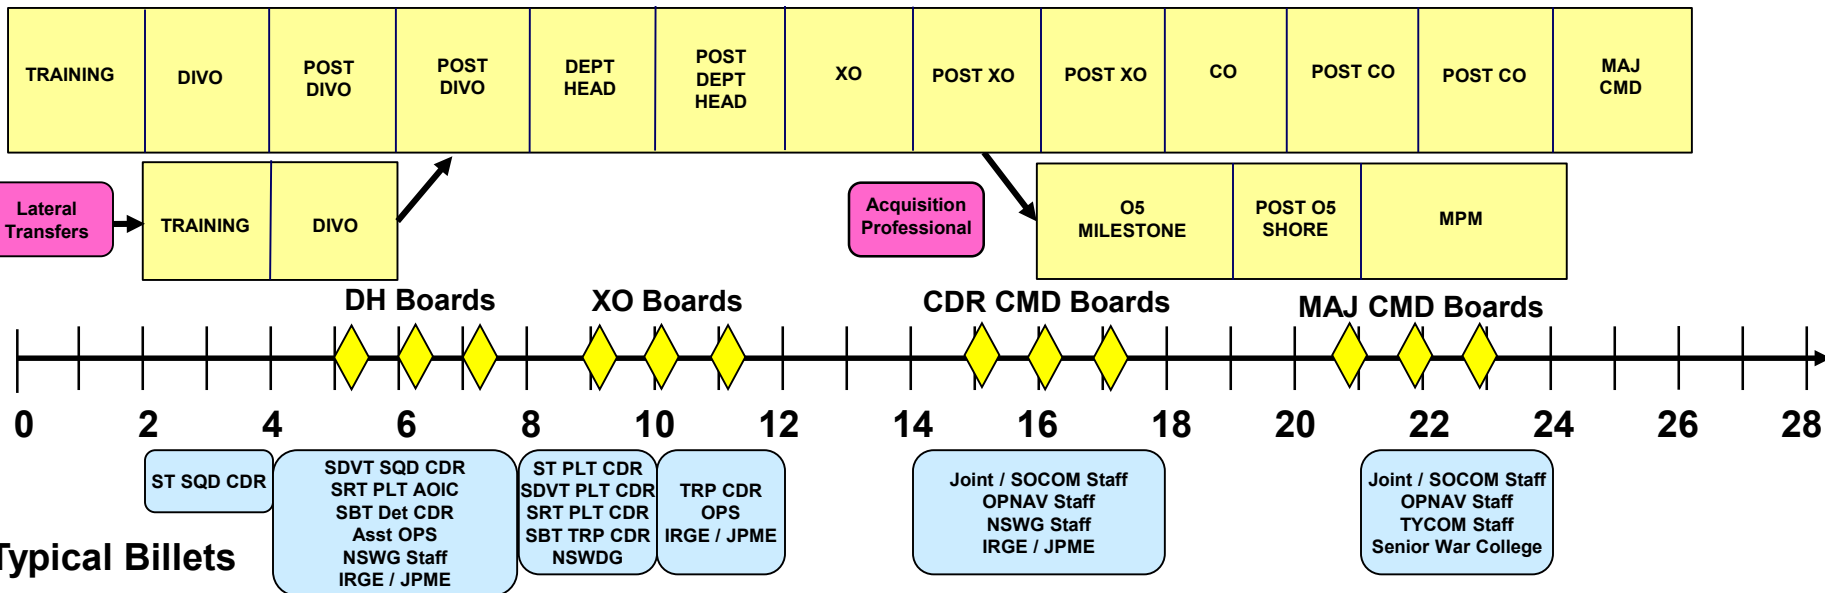 TRAINING
DIVO
POST
DIVO
POST
DIVO
DEPT
HEAD
POST
DEPT
HEAD
XO
POST XO
POST XO
CO
POST CO
POST CO
MAJ
CMD
Lateral
Transfers
TRAINING
DIVO
Acquisition
Professional
O5
MILESTONE
POST O5
SHORE
MPM
DH Boards
XO Boards
CDR CMD Boards
MAJ CMD Boards
0
2
4
6
8
10
12
14
16
18
20
22
24
26
28
ST SQD CDR
SDVT SQD CDR
SRT PLT AOIC
SBT Det CDR
Asst OPS
NSWG Staff
IRGE / JPME
ST PLT CDR
SDVT PLT CDR
SRT PLT CDR
SBT TRP CDR
NSWDG
TRP CDR
OPS
IRGE / JPME
Joint / SOCOM Staff
OPNAV Staff
NSWG Staff
IRGE / JPME
Joint / SOCOM Staff
OPNAV Staff
TYCOM Staff
Senior War College
Typical Billets